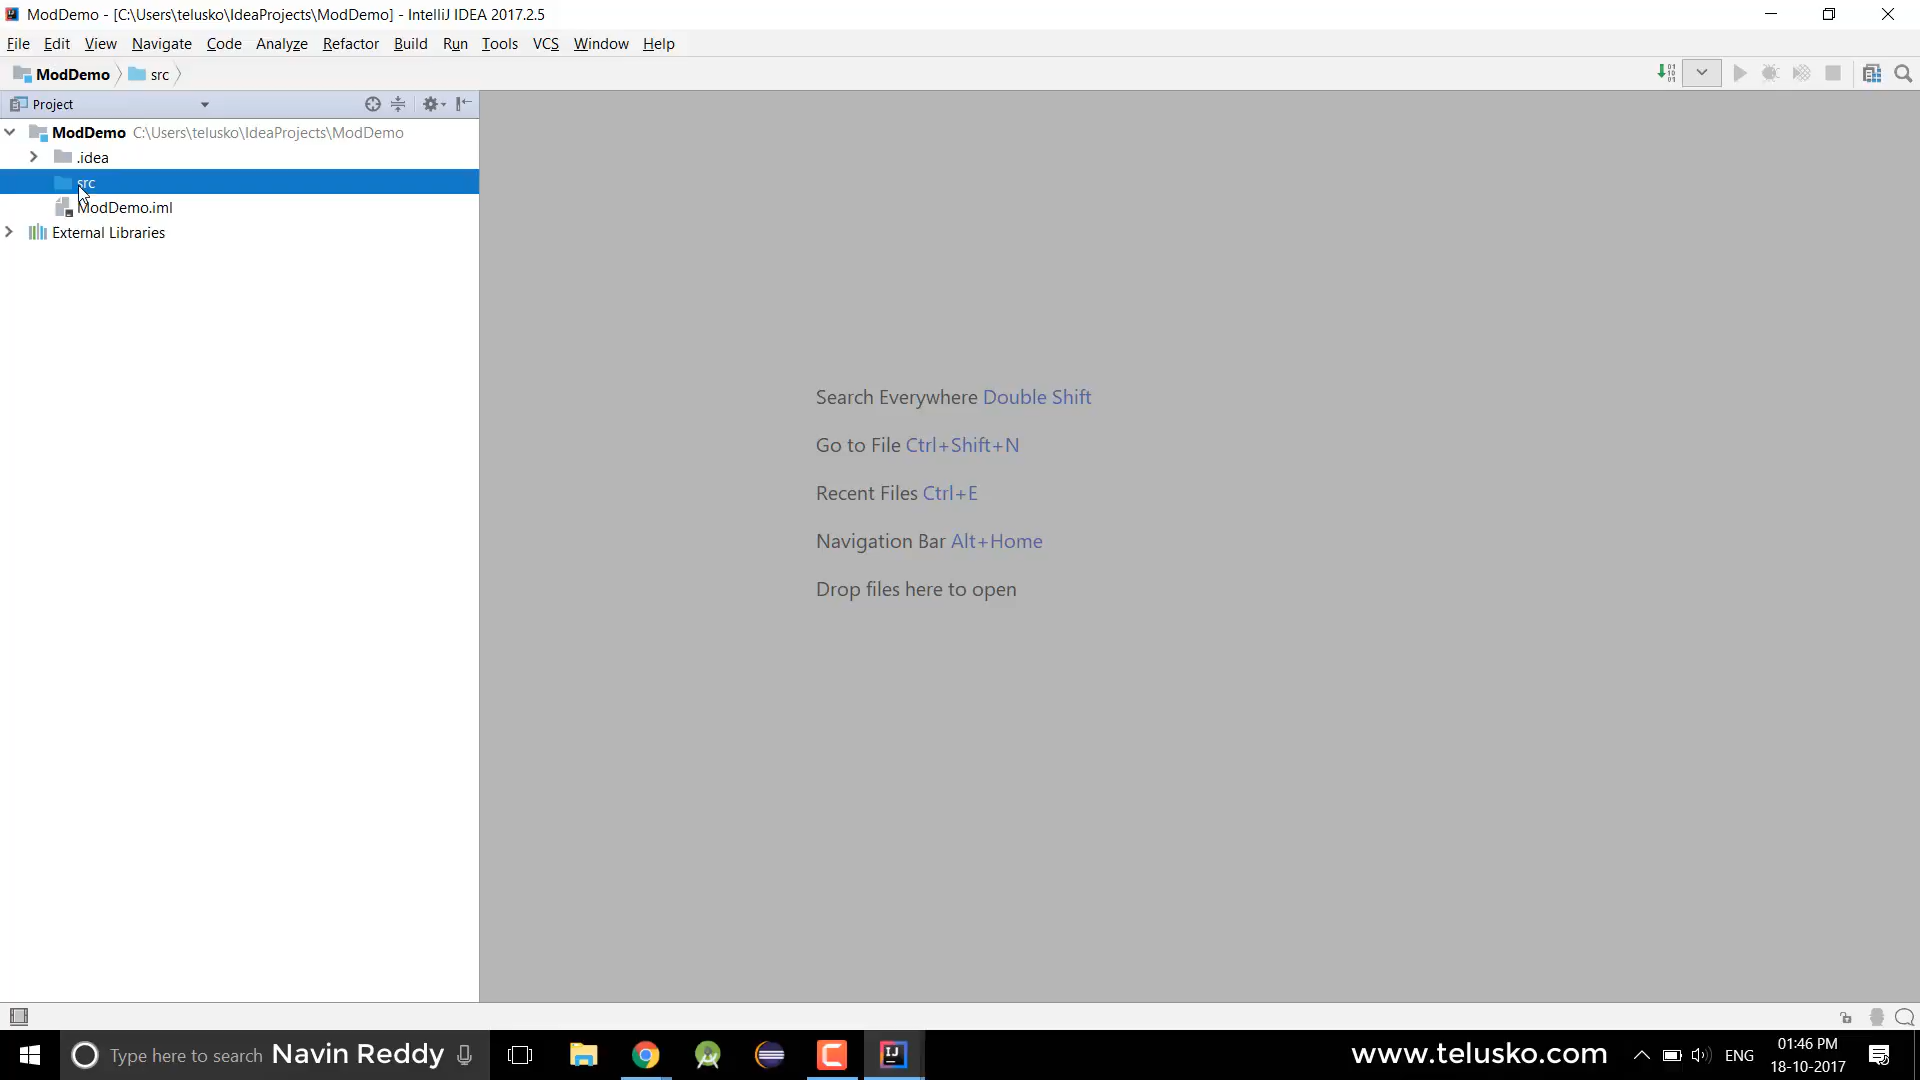 ModDemo - [C:\Users\telusko\IdeaProjects\ModDemo] - IntelliJ IDEA 2017.2.5
File Edit View Navigate Code Analyze Refactor Build Run Tools VCS Window Help
ModDemo src
Project
ModDemo C:\Users\telusko\IdeaProjects\ModDemo
.idea
src
ModDemo.iml
External Libraries
Search Everywhere Double Shift
Go to File Ctrl+Shift+N
Recent Files Ctrl+E
Navigation Bar Alt+Home
Drop files here to open
Type here to search Navin Reddy
www.telusko.com
ENG
01:46 PM
18-10-2017